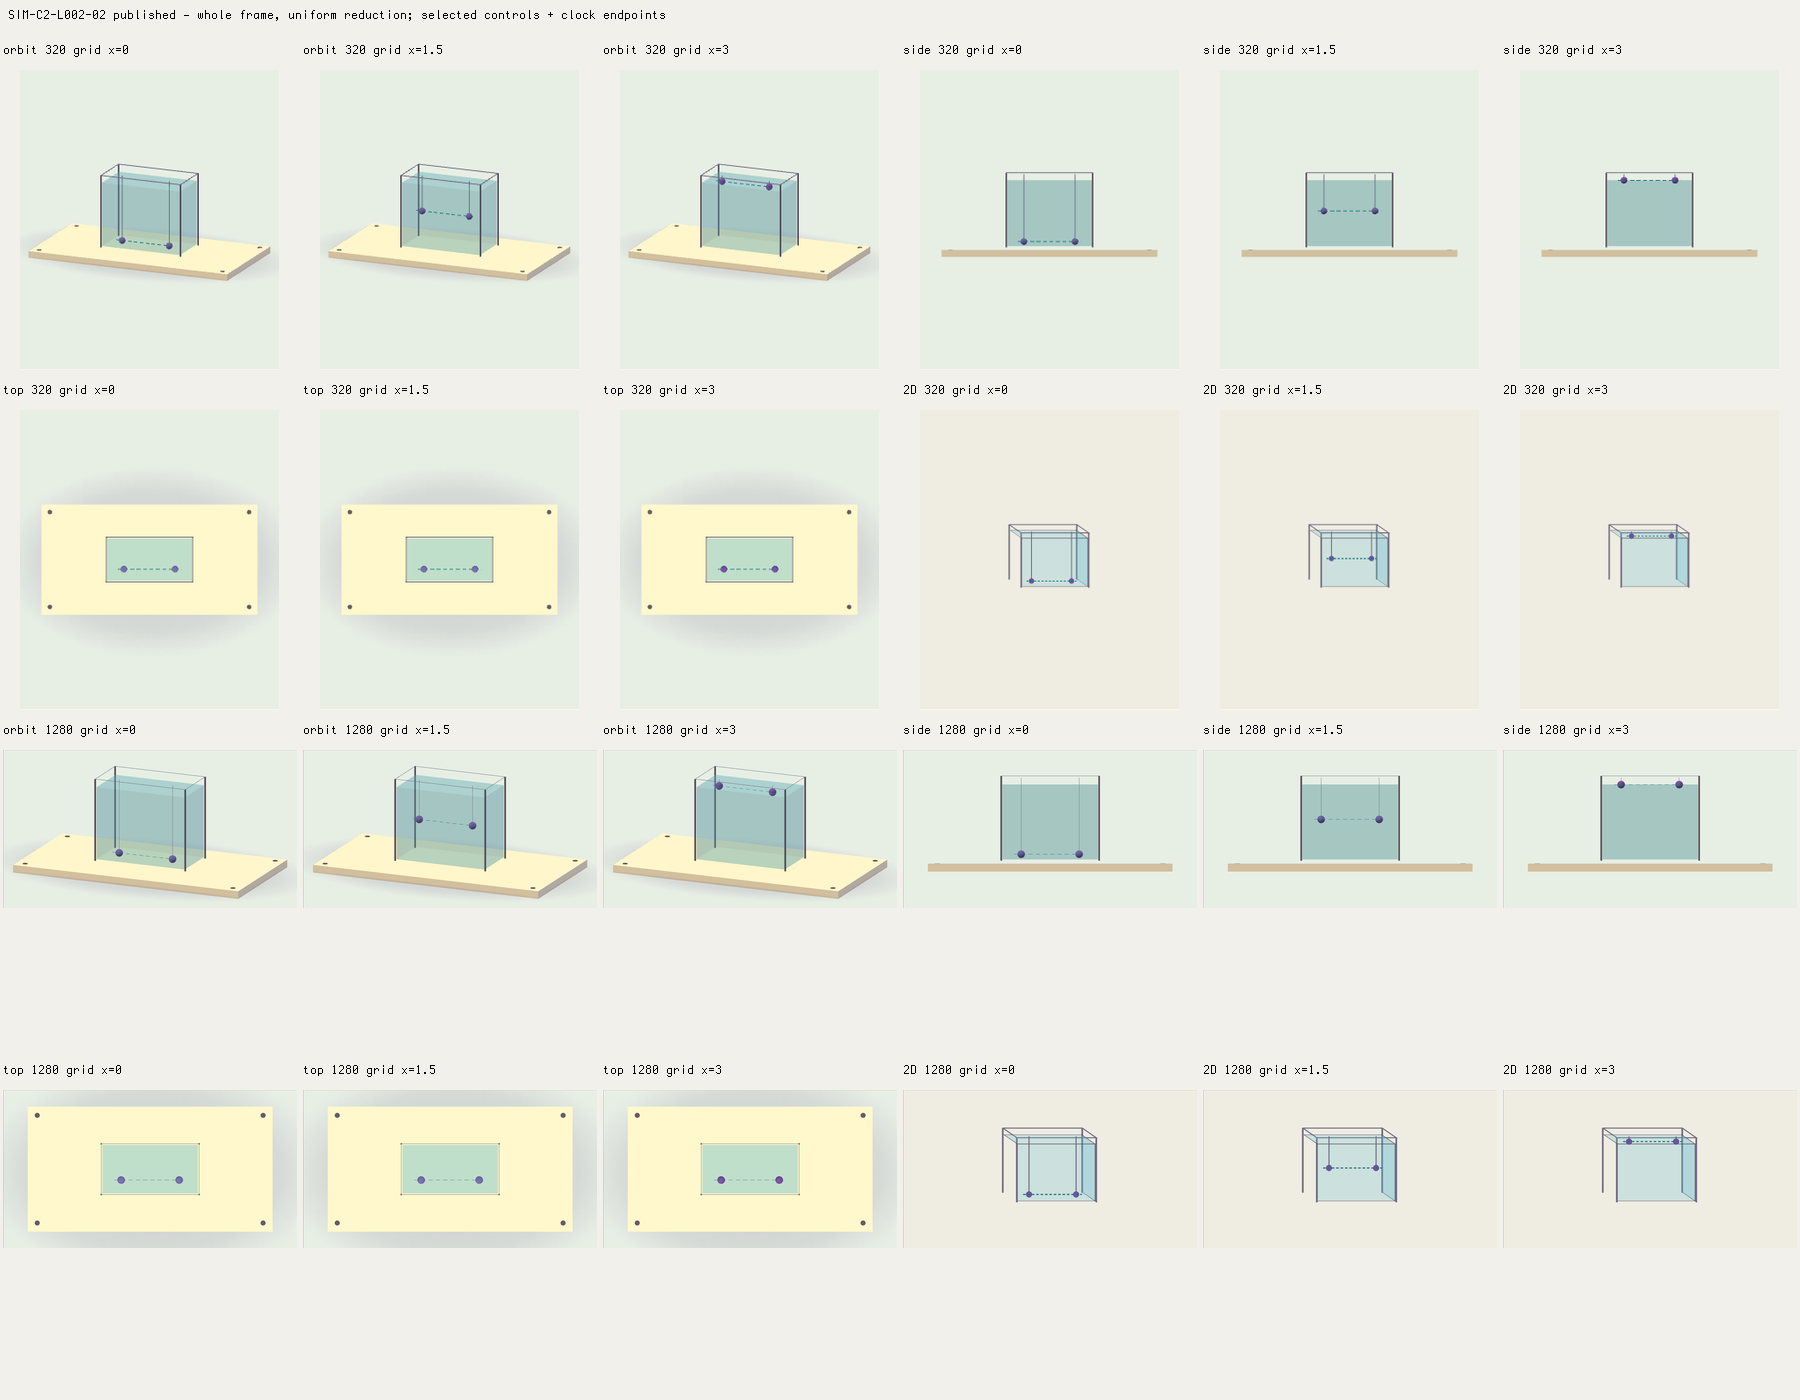 SIM-C2-L002-02 published – whole frame, uniform reduction; selected controls + clock endpoints
orbit 320 grid x=0
orbit 320 grid x=1.5
orbit 320 grid x=3
side 320 grid x=0
side 320 grid x=1.5
side 320 grid x=3
top 320 grid x=0
top 320 grid x=1.5
top 320 grid x=3
2D 320 grid x=0
2D 320 grid x=1.5
2D 320 grid x=3
orbit 1280 grid x=0
orbit 1280 grid x=1.5
orbit 1280 grid x=3
side 1280 grid x=0
side 1280 grid x=1.5
side 1280 grid x=3
top 1280 grid x=0
top 1280 grid x=1.5
top 1280 grid x=3
2D 1280 grid x=0
2D 1280 grid x=1.5
2D 1280 grid x=3